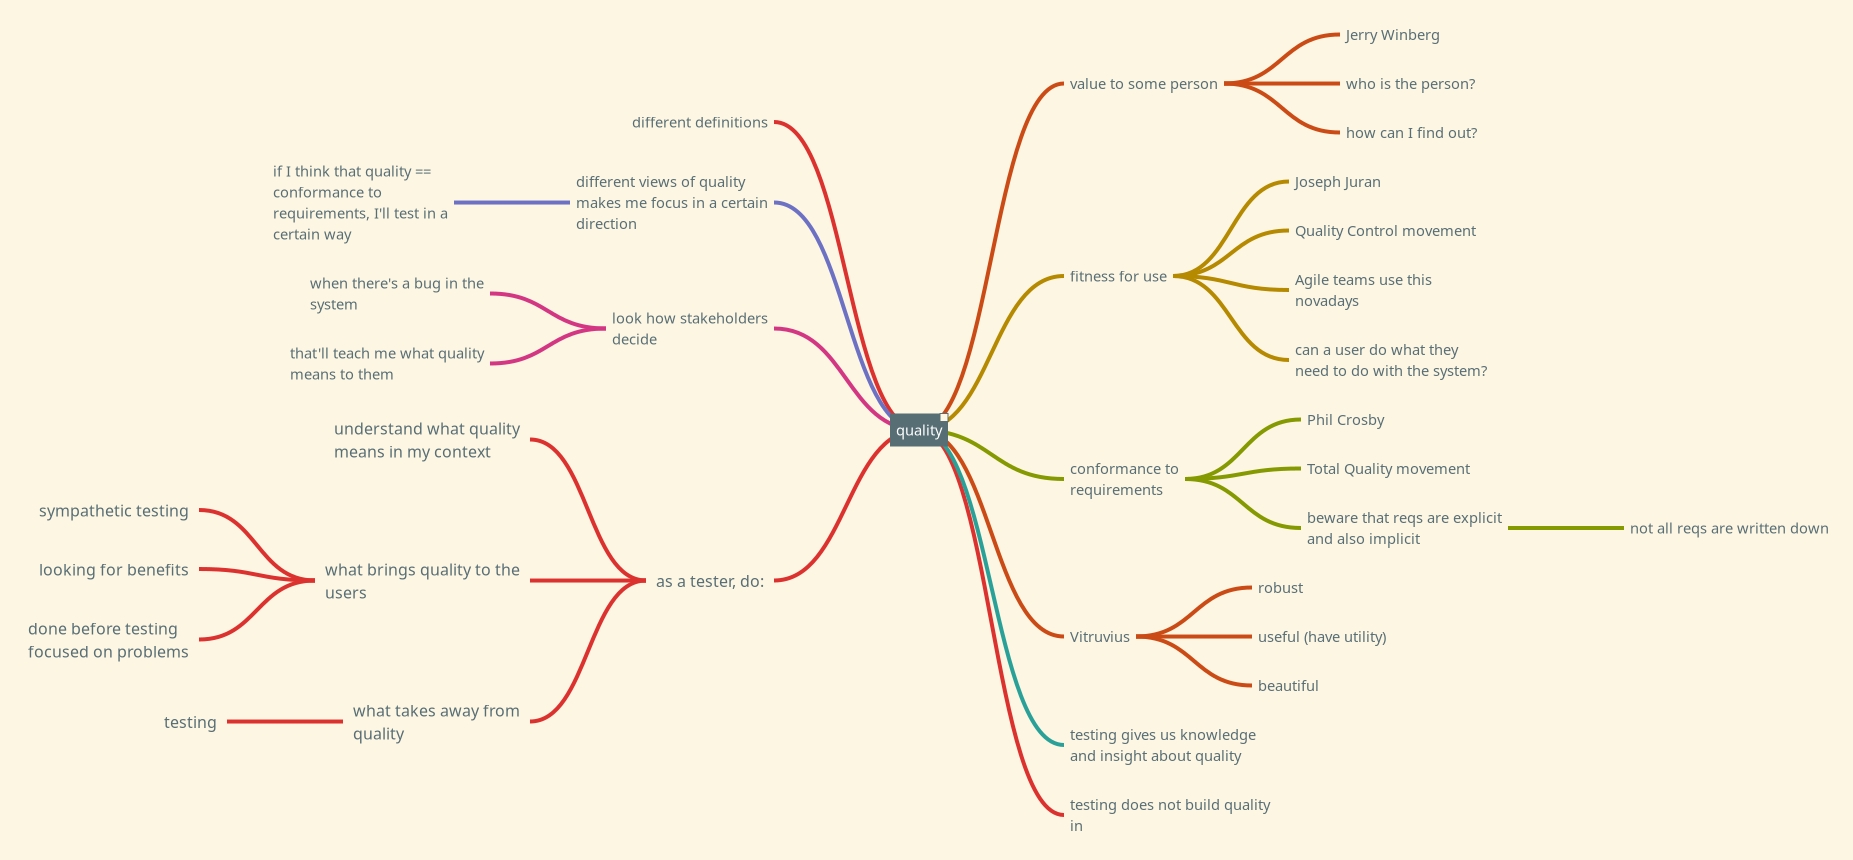 quality
different definitions
different views of quality
makes me focus in a certain
direction
if I think that quality ==
conformance to
requirements, I'll test in a
certain way
look how stakeholders
decide
when there's a bug in the
system
that'll teach me what quality
means to them
as a tester, do:
understand what quality
means in my context
what brings quality to the
users
sympathetic testing
looking for benefits
done before testing
focused on problems
what takes away from
quality
testing
value to some person
Jerry Winberg
who is the person?
how can I find out?
fitness for use
Joseph Juran
Quality Control movement
Agile teams use this
novadays
can a user do what they
need to do with the system?
conformance to
requirements
Phil Crosby
Total Quality movement
beware that reqs are explicit
and also implicit
not all reqs are written down
Vitruvius
robust
useful (have utility)
beautiful
testing gives us knowledge
and insight about quality
testing does not build quality
in